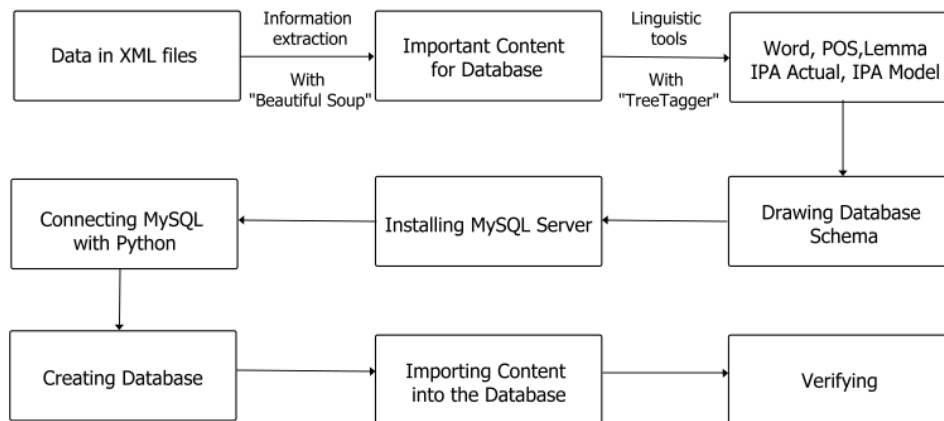 Data in XML files
Information
extraction
With
"Beautiful Soup"
Important Content
for Database
Linguistic
tools
With
"TreeTagger"
Word, POS,Lemma
IPA Actual, IPA Model
Drawing Database
Schema
Installing MySQL Server
Connecting MySQL
with Python
Creating Database
Importing Content
into the Database
Verifying